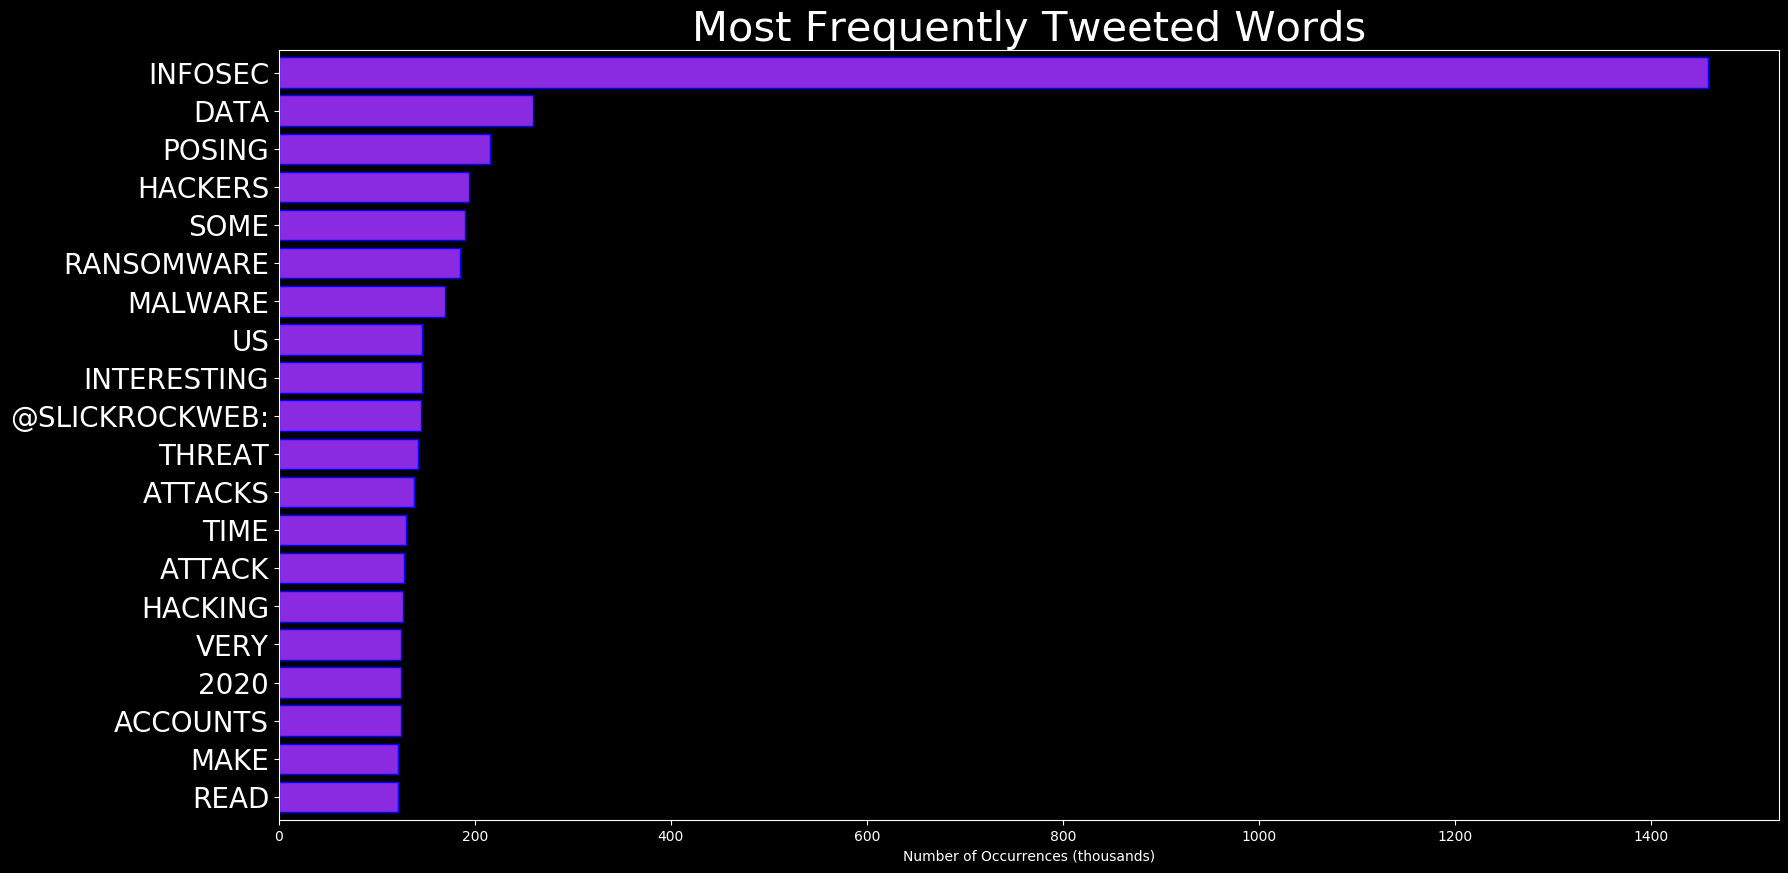 Most Frequently Tweeted Words
INFOSEC
DATA
POSING
HACKERS
SOME
RANSOMWARE
MALWARE
US
INTERESTING
@SLICKROCKWEB:
THREAT
ATTACKS
TIME
ATTACK
HACKING
VERY
2020
ACCOUNTS
MAKE
READ
0 200 400 600 800 1000 1200 1400
Number of Occurrences (thousands)